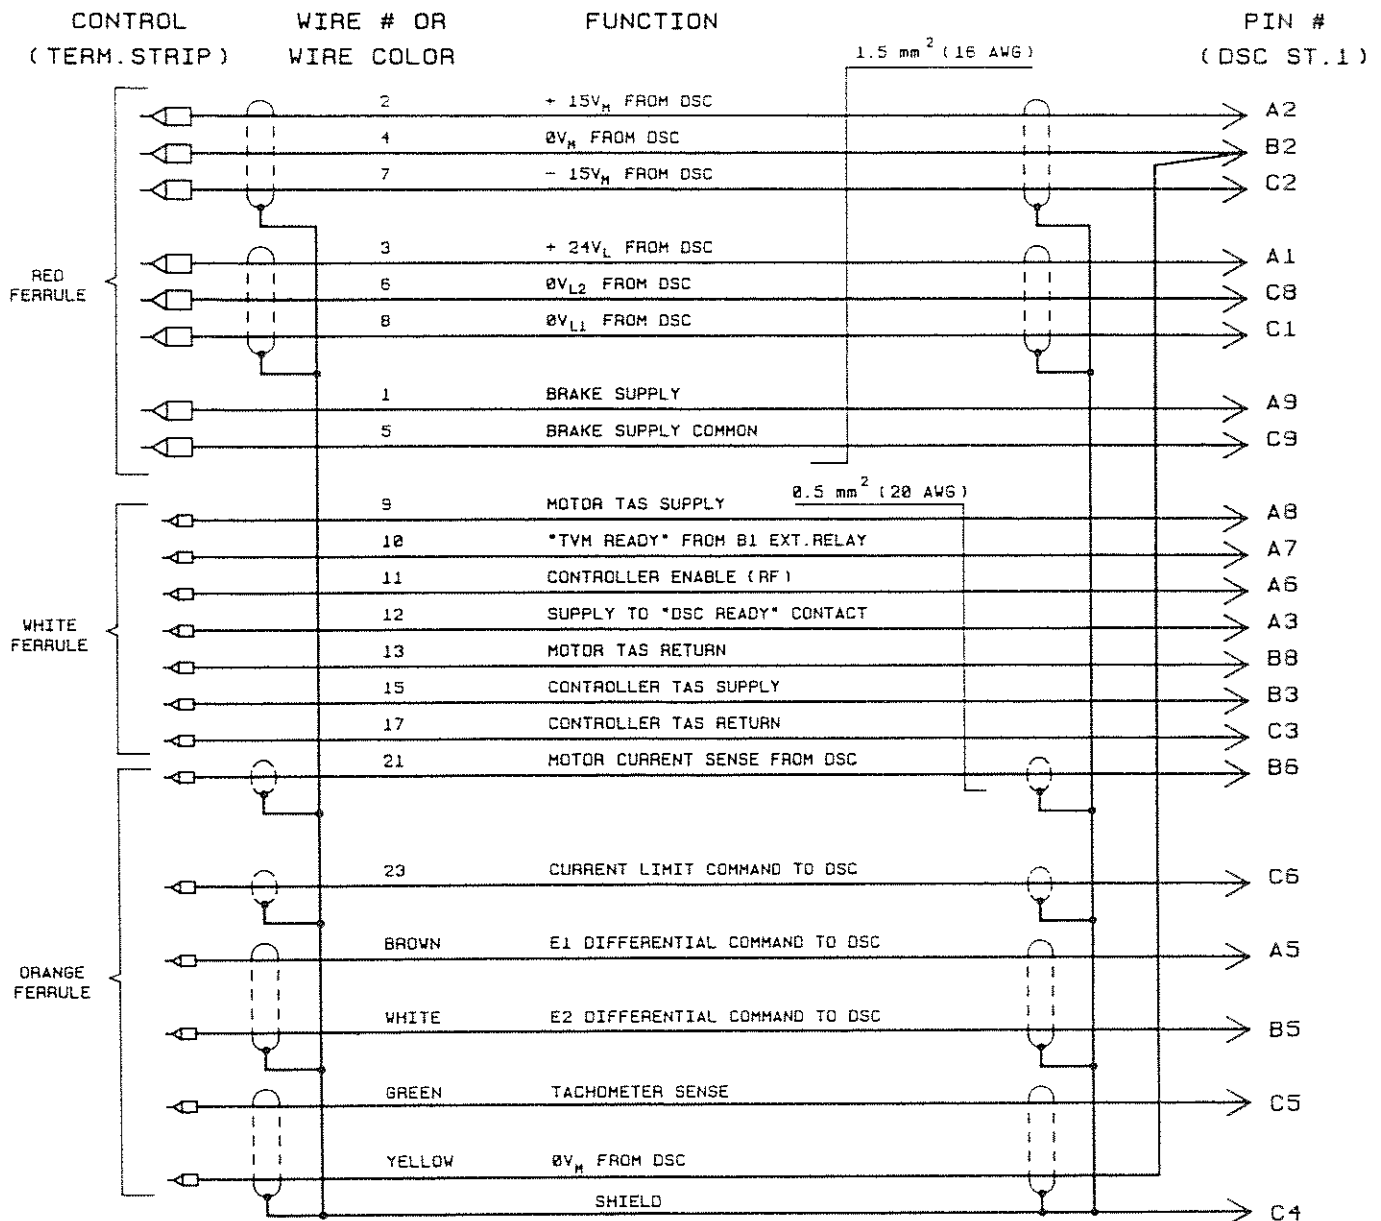 CONTROL WIRE # OR FUNCTION PIN #
(TERM.STRIP) WIRE COLOR 1.5 mm2 (16 AWG) (DSC ST.1)
2 + 15VM FROM DSC A2
4 0VM FROM DSC B2
7 - 15VM FROM DSC C2
3 + 24VL FROM DSC A1
RED FERRULE
6 0VL2 FROM DSC C8
8 0VL1 FROM DSC C1
1 BRAKE SUPPLY A9
5 BRAKE SUPPLY COMMON C9
0.5 mm2 (20 AWG)
9 MOTOR TAS SUPPLY A8
10 "TVM READY" FROM B1 EXT.RELAY A7
11 CONTROLLER ENABLE (RF) A6
12 SUPPLY TO "DSC READY" CONTACT A3
WHITE FERRULE
13 MOTOR TAS RETURN B8
15 CONTROLLER TAS SUPPLY B3
17 CONTROLLER TAS RETURN C3
21 MOTOR CURRENT SENSE FROM DSC B6
23 CURRENT LIMIT COMMAND TO DSC C6
BROWN E1 DIFFERENTIAL COMMAND TO DSC A5
ORANGE FERRULE
WHITE E2 DIFFERENTIAL COMMAND TO DSC B5
GREEN TACHOMETER SENSE C5
YELLOW 0VM FROM DSC
SHIELD C4